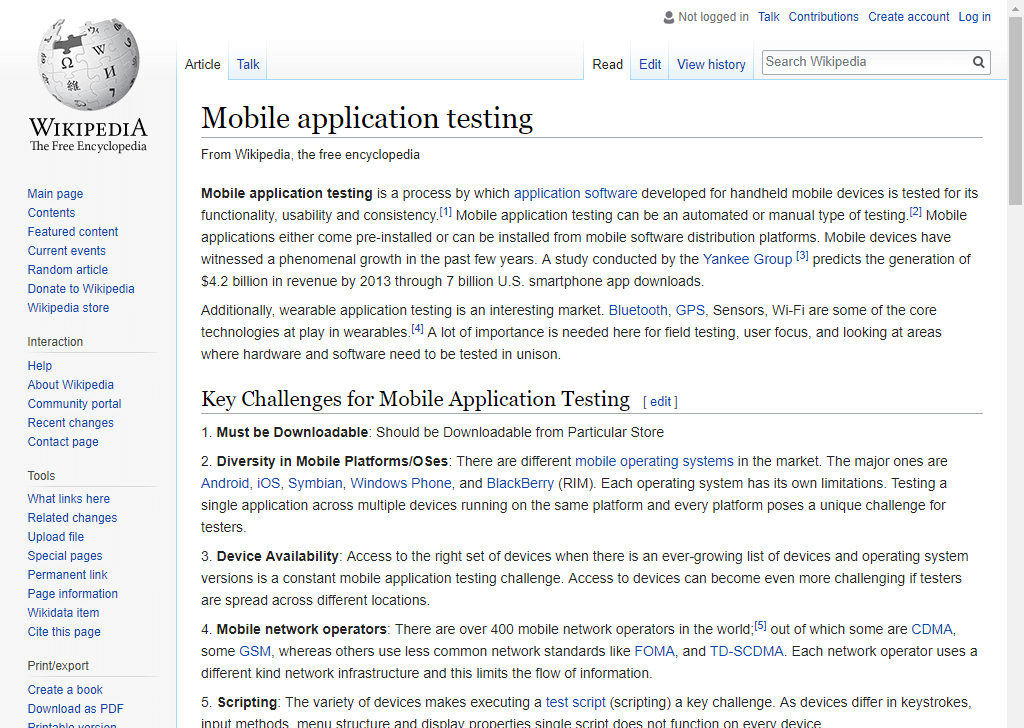 Not logged in Talk Contributions Create account Log in
Article Talk Read Edit View history Search Wikipedia
WIKIPEDIA
The Free Encyclopedia
Main page
Contents
Featured content
Current events
Random article
Donate to Wikipedia
Wikipedia store
Interaction
Help
About Wikipedia
Community portal
Recent changes
Contact page
Tools
What links here
Related changes
Upload file
Special pages
Permanent link
Page information
Wikidata item
Cite this page
Print/export
Create a book
Download as PDF
Printable version
Mobile application testing
From Wikipedia, the free encyclopedia
Mobile application testing is a process by which application software developed for handheld mobile devices is tested for its
functionality, usability and consistency.[1] Mobile application testing can be an automated or manual type of testing.[2] Mobile
applications either come pre-installed or can be installed from mobile software distribution platforms. Mobile devices have
witnessed a phenomenal growth in the past few years. A study conducted by the Yankee Group [3] predicts the generation of
$4.2 billion in revenue by 2013 through 7 billion U.S. smartphone app downloads.
Additionally, wearable application testing is an interesting market. Bluetooth, GPS, Sensors, Wi-Fi are some of the core
technologies at play in wearables.[4] A lot of importance is needed here for field testing, user focus, and looking at areas
where hardware and software need to be tested in unison.
Key Challenges for Mobile Application Testing [ edit ]
1. Must be Downloadable: Should be Downloadable from Particular Store
2. Diversity in Mobile Platforms/OSes: There are different mobile operating systems in the market. The major ones are
Android, iOS, Symbian, Windows Phone, and BlackBerry (RIM). Each operating system has its own limitations. Testing a
single application across multiple devices running on the same platform and every platform poses a unique challenge for
testers.
3. Device Availability: Access to the right set of devices when there is an ever-growing list of devices and operating system
versions is a constant mobile application testing challenge. Access to devices can become even more challenging if testers
are spread across different locations.
4. Mobile network operators: There are over 400 mobile network operators in the world;[5] out of which some are CDMA,
some GSM, whereas others use less common network standards like FOMA, and TD-SCDMA. Each network operator uses a
different kind network infrastructure and this limits the flow of information.
5. Scripting: The variety of devices makes executing a test script (scripting) a key challenge. As devices differ in keystrokes,
input methods, menu structure and display properties single script does not function on every device.